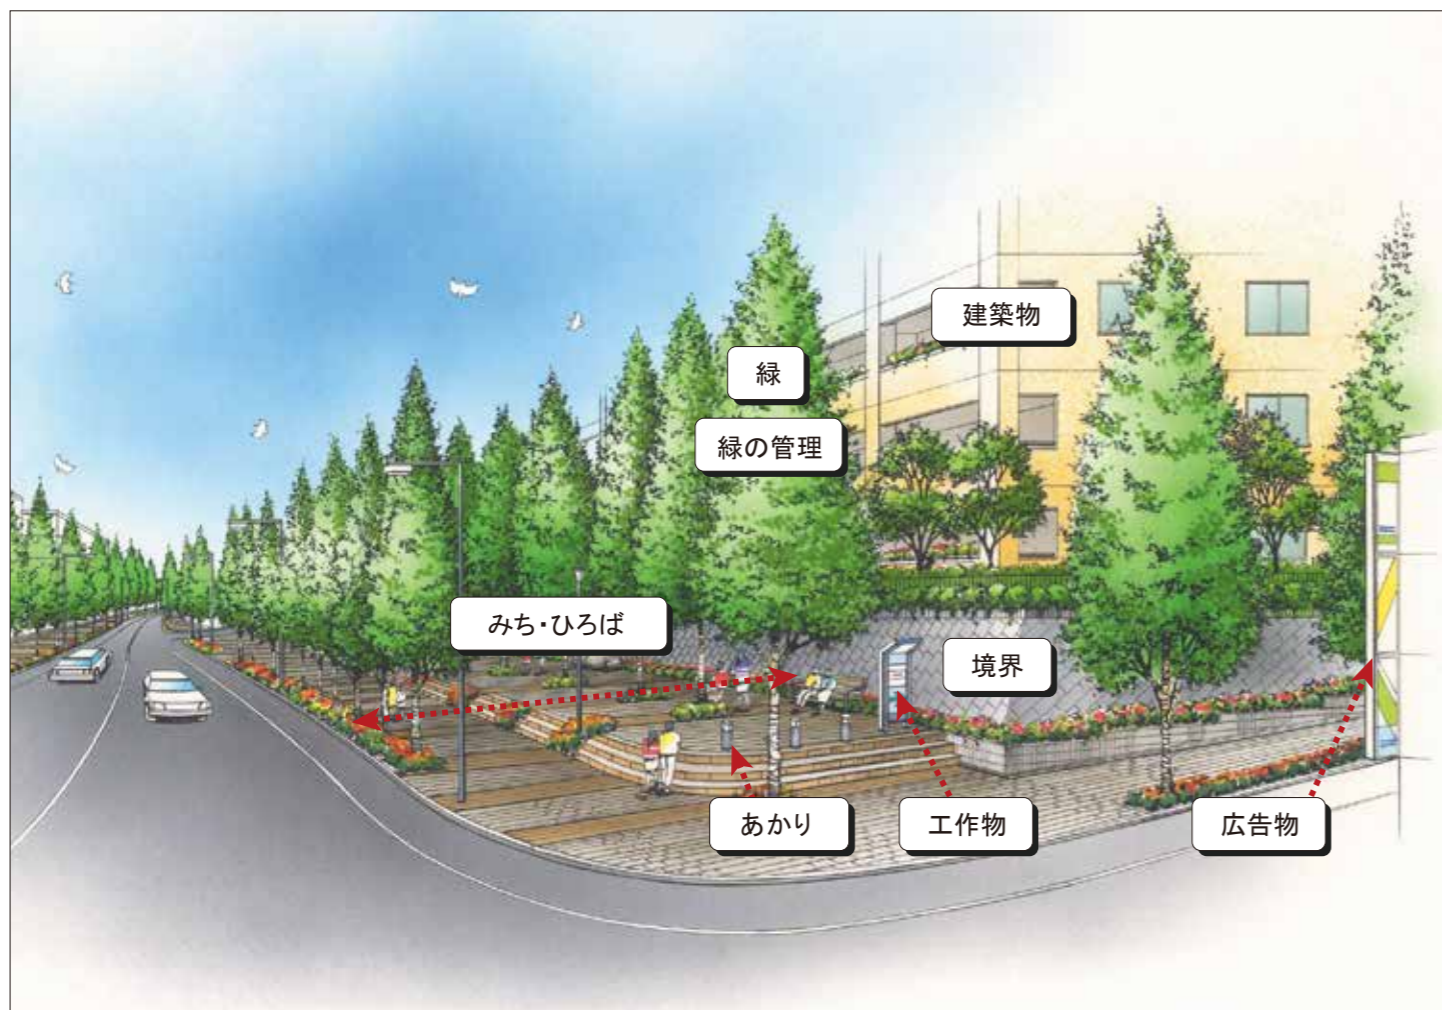 建築物
緑
緑の管理
みち・ひろば
境界
あかり
工作物
広告物